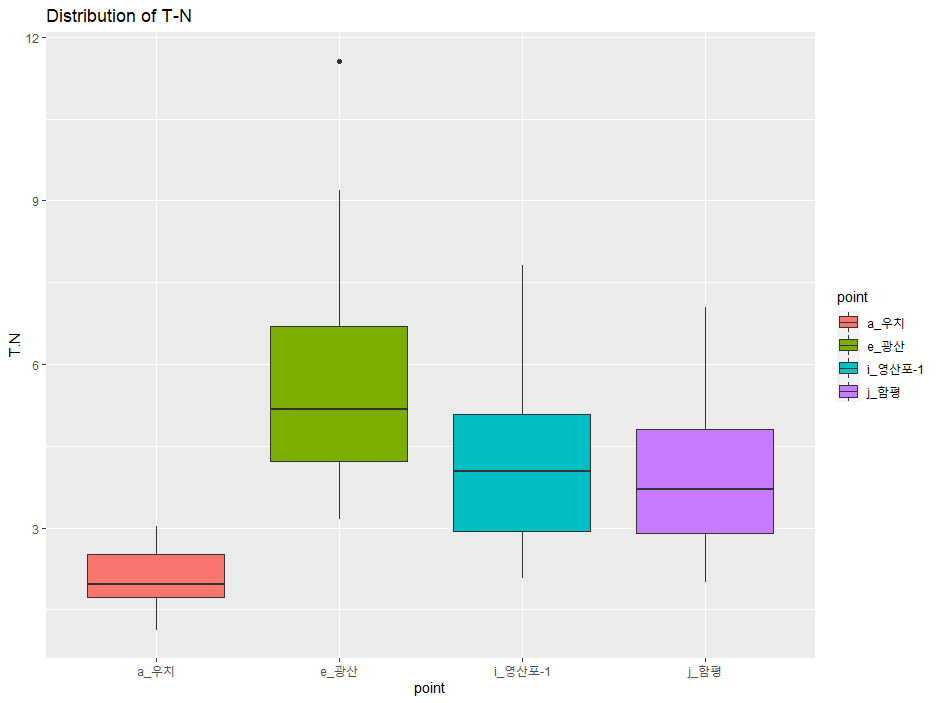 Distribution of T-N
T.N
12
9
6
3
a_우치
e_광산
i_영산포-1
j_함평
point
point
a_우치
e_광산
i_영산포-1
j_함평